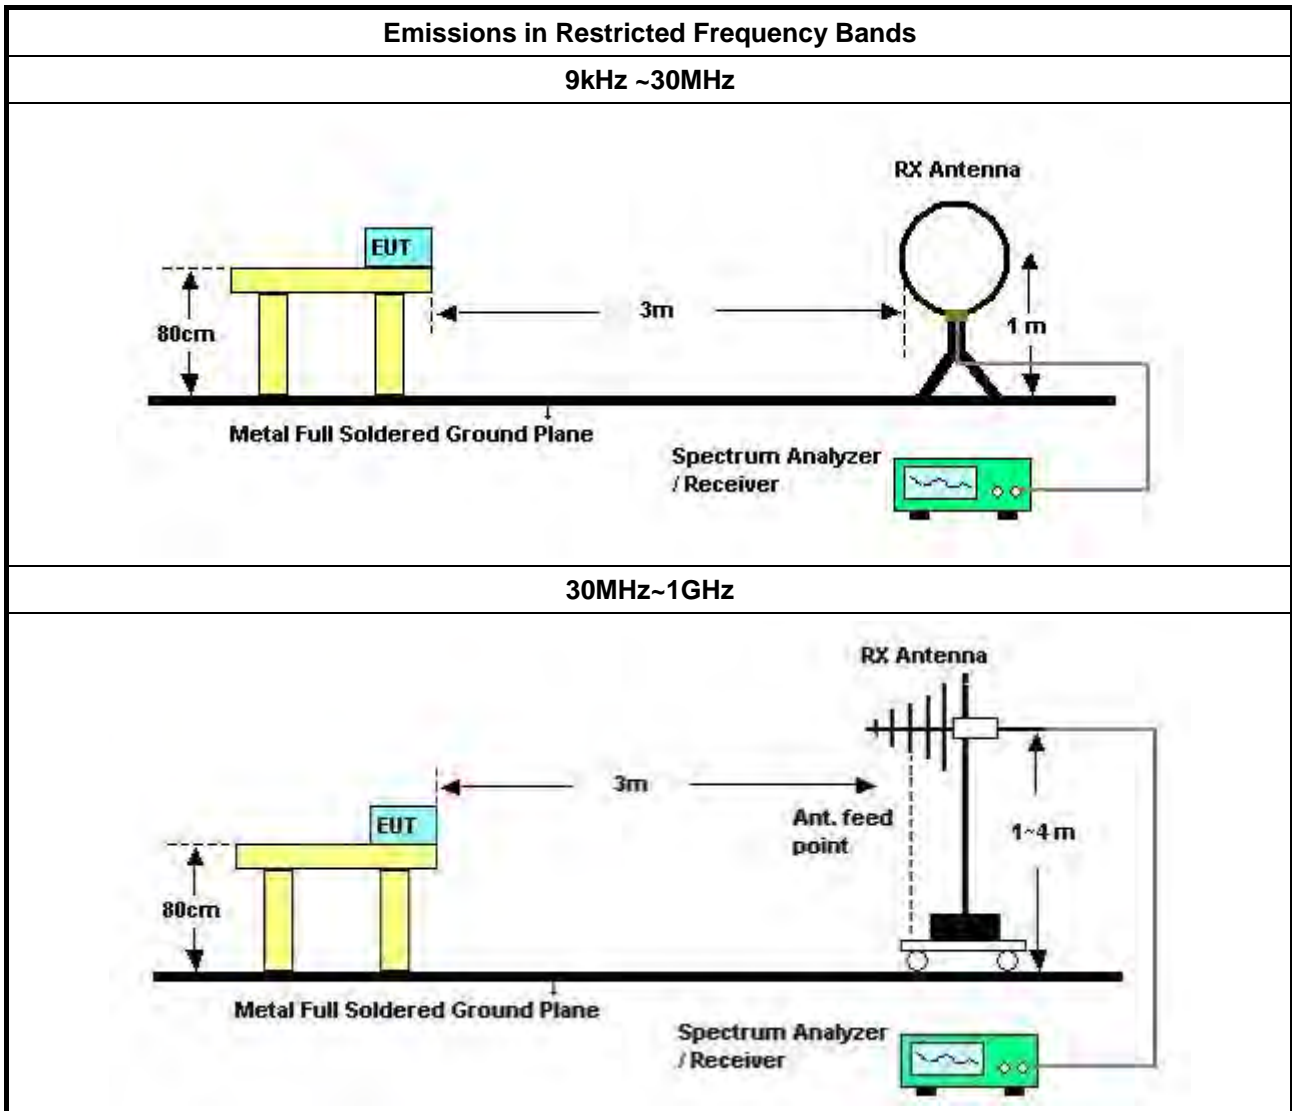 Emissions in Restricted Frequency Bands
9kHz ~30MHz
RX Antenna
EUT
3m
80cm
1 m
Metal Full Soldered Ground Plane
Spectrum Analyzer
/ Receiver
30MHz~1GHz
RX Antenna
3m
EUT
Ant. feed
point
1~4 m
80cm
Metal Full Soldered Ground Plane
Spectrum Analyzer
/ Receiver